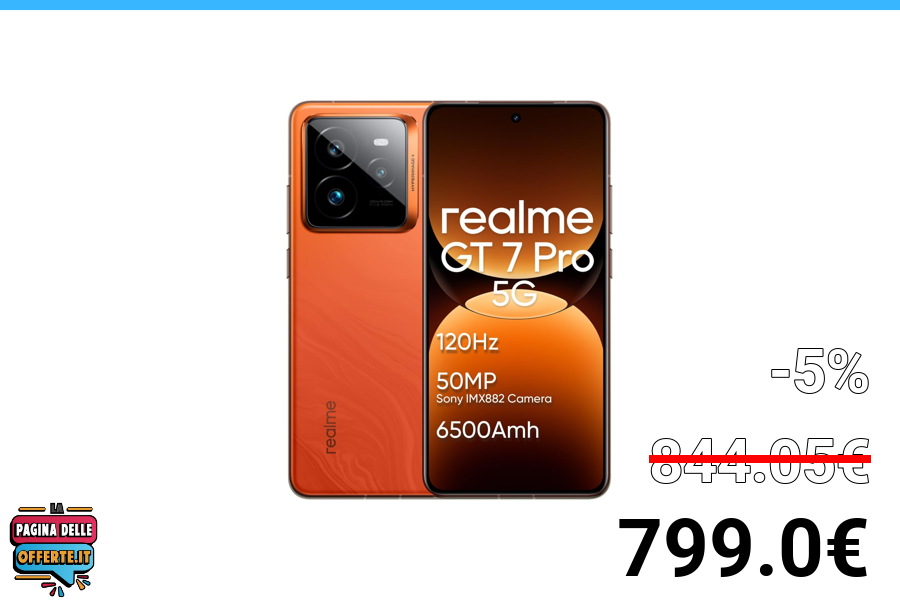 HYPERIMAGE+
realme
realme
GT 7 Pro
5G
120Hz
50MP
Sony IMX882 Camera
6500Amh
-5%
844.05€
799.0€
LA
PAGINA DELLE
OFFERTE.IT